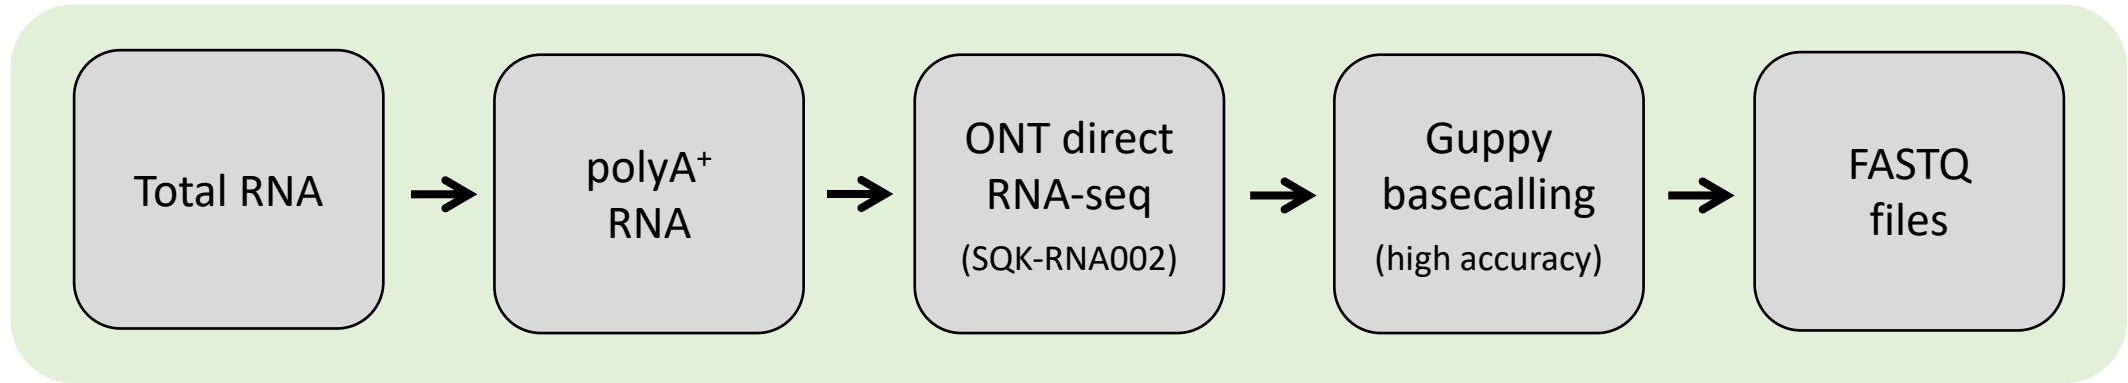 Total RNA
polyA⁺
RNA
ONT direct
RNA-seq
(SQK-RNA002)
Guppy
basecalling
(high accuracy)
FASTQ
files